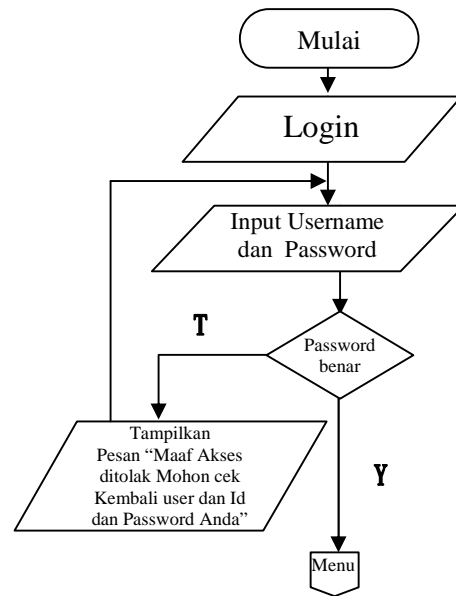 Mulai
Login
Input Username
dan Password
T
Password
benar
Tampilkan
Pesan “Maaf Akses
ditolak Mohon cek
Kembali user dan Id
dan Password Anda”
Y
Menu